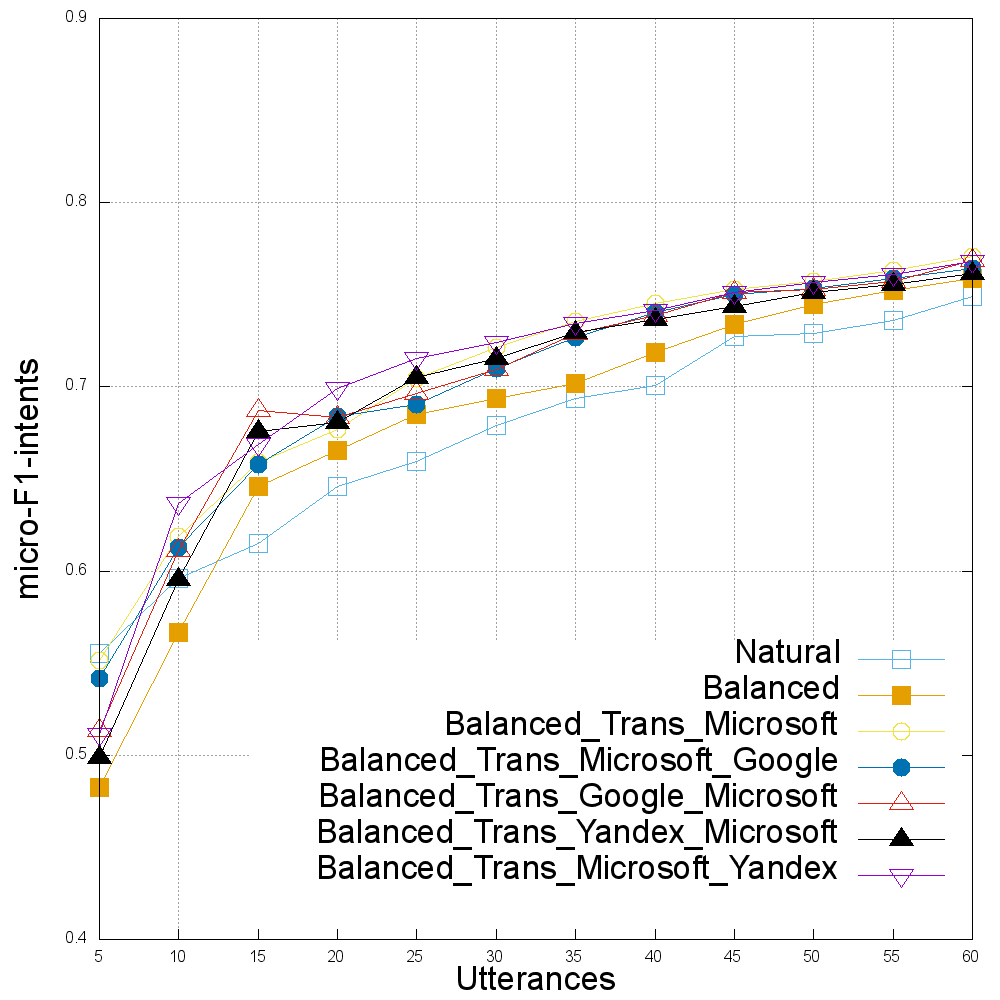 0.9
0.8
0.7
0.6
0.5
0.4
micro-F1-intents
Natural
Balanced
Balanced_Trans_Microsoft
Balanced_Trans_Microsoft_Google
Balanced_Trans_Google_Microsoft
Balanced_Trans_Yandex_Microsoft
Balanced_Trans_Microsoft_Yandex
5 10 15 20 25 30 35 40 45 50 55 60
Utterances